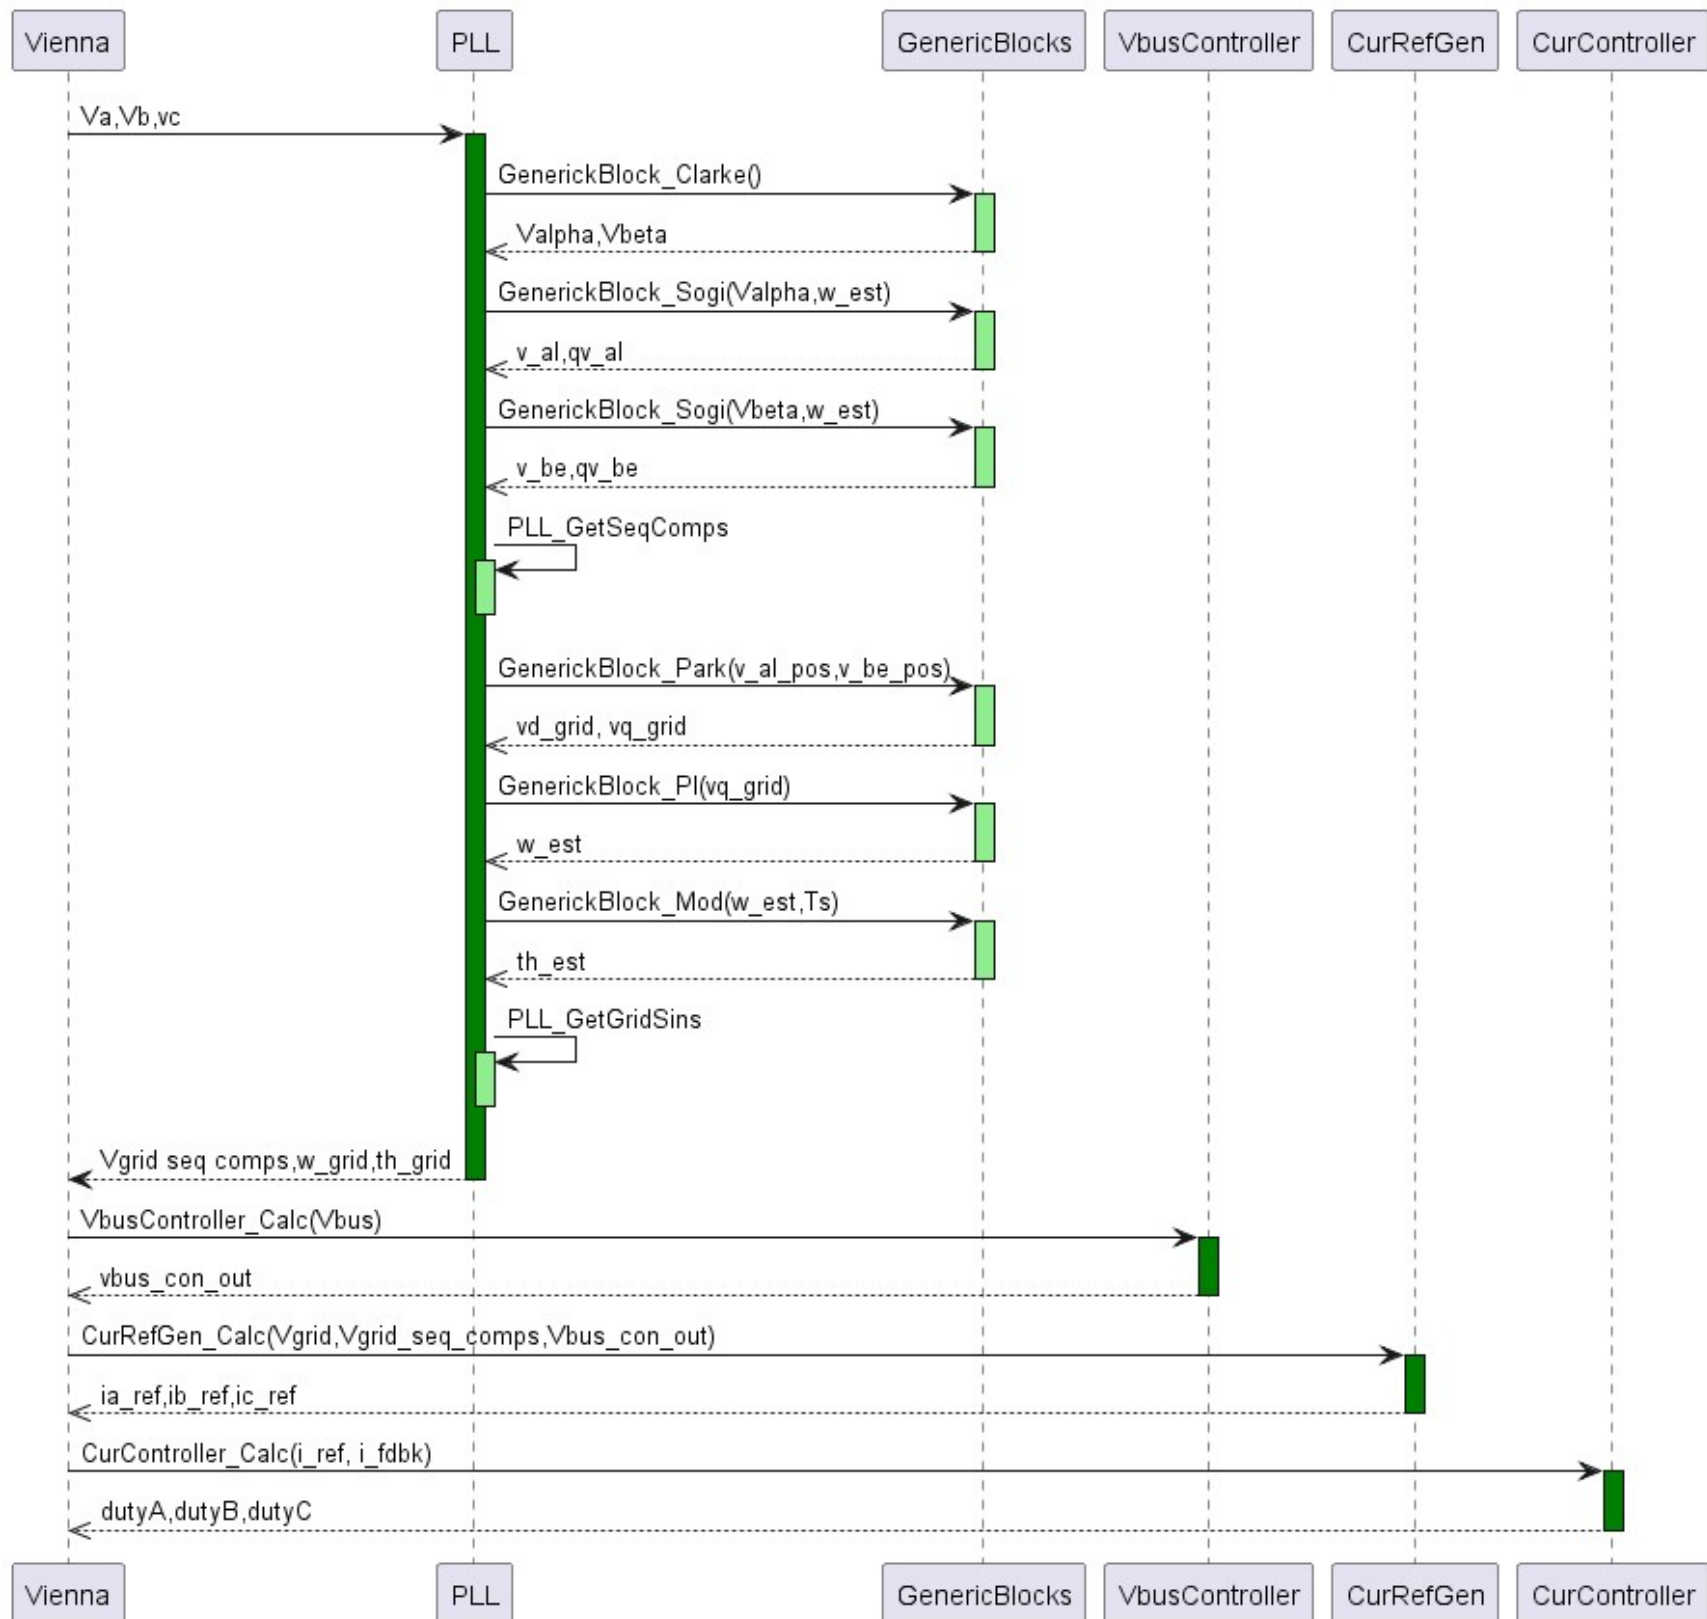 Vienna
PLL
GenericBlocks
VbusController
CurRefGen
CurController
Va,Vb,vc
GenerickBlock_Clarke()
Valpha,Vbeta
GenerickBlock_Sogi(Valpha,w_est)
v_al,qv_al
GenerickBlock_Sogi(Vbeta,w_est)
v_be,qv_be
PLL_GetSeqComps
GenerickBlock_Park(v_al_pos,v_be_pos)
vd_grid, vq_grid
GenerickBlock_PI(vq_grid)
w_est
GenerickBlock_Mod(w_est,Ts)
th_est
PLL_GetGridSins
Vgrid seq comps,w_grid,th_grid
VbusController_Calc(Vbus)
vbus_con_out
CurRefGen_Calc(Vgrid,Vgrid_seq_comps,Vbus_con_out)
ia_ref,ib_ref,ic_ref
CurController_Calc(i_ref, i_fdbk)
dutyA,dutyB,dutyC
Vienna
PLL
GenericBlocks
VbusController
CurRefGen
CurController